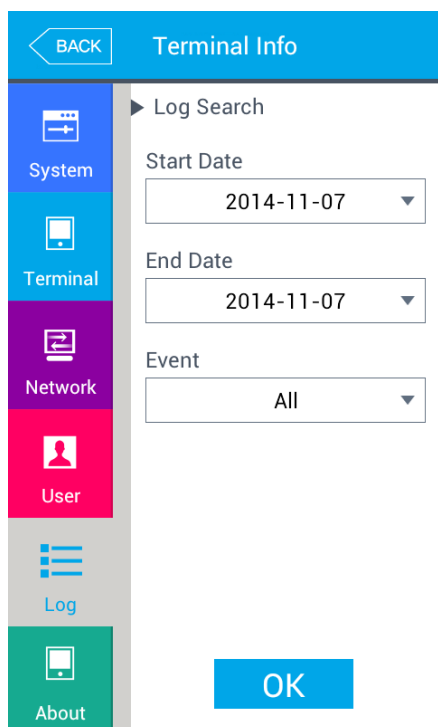 BACK
Terminal Info
System
Terminal
Network
User
Log
About
Log Search
Start Date
2014-11-07
End Date
2014-11-07
Event
All
OK